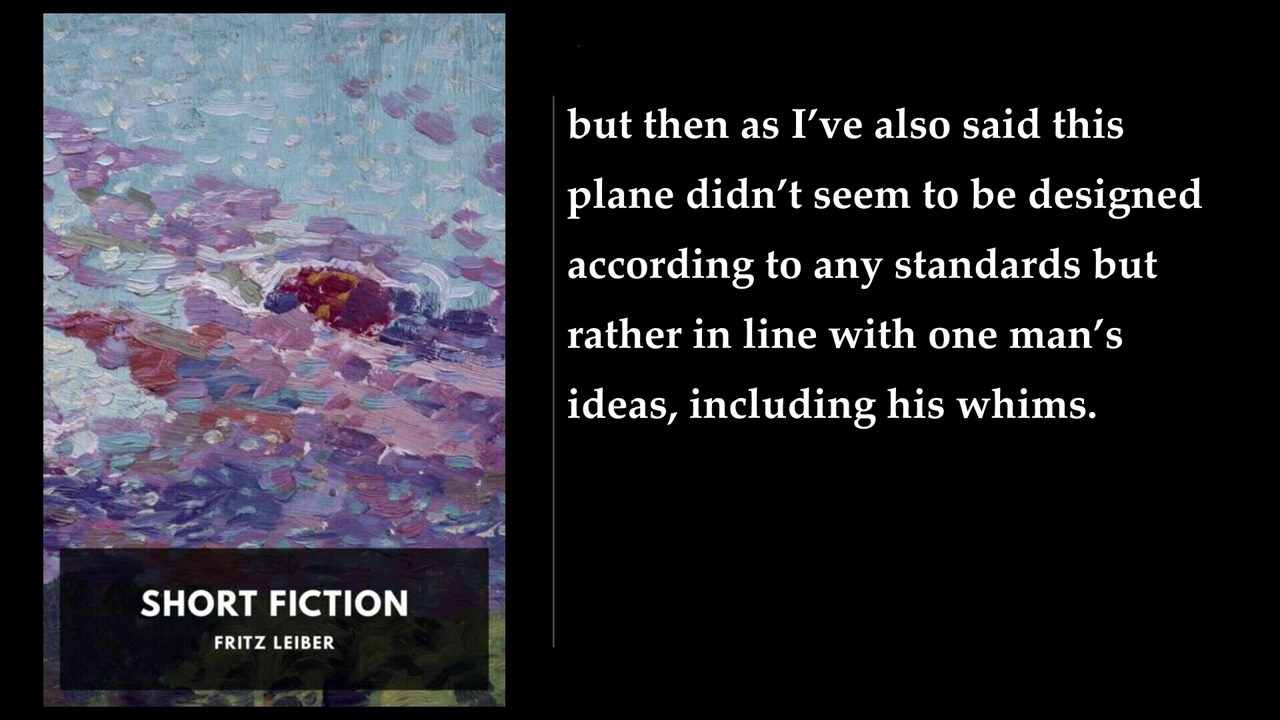 SHORT FICTION
FRITZ LEIBER
but then as I’ve also said this
plane didn’t seem to be designed
according to any standards but
rather in line with one man’s
ideas, including his whims.